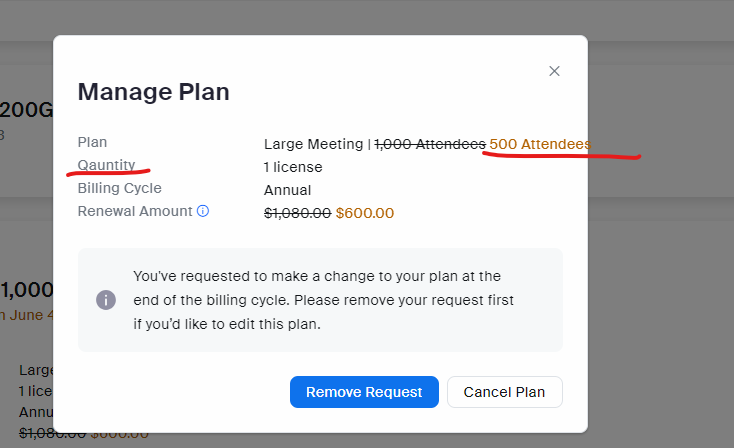 200G
3
Manage Plan
Plan Large Meeting | 1,000 Attendees 500 Attendees
Qauntity 1 license
Billing Cycle Annual
Renewal Amount $1,080.00 $600.00
You've requested to make a change to your plan at the
end of the billing cycle. Please remove your request first
if you'd like to edit this plan.
1,000
n June 4
Remove Request Cancel Plan
Large
1 lice
Annu
$1,080.00 $600.00